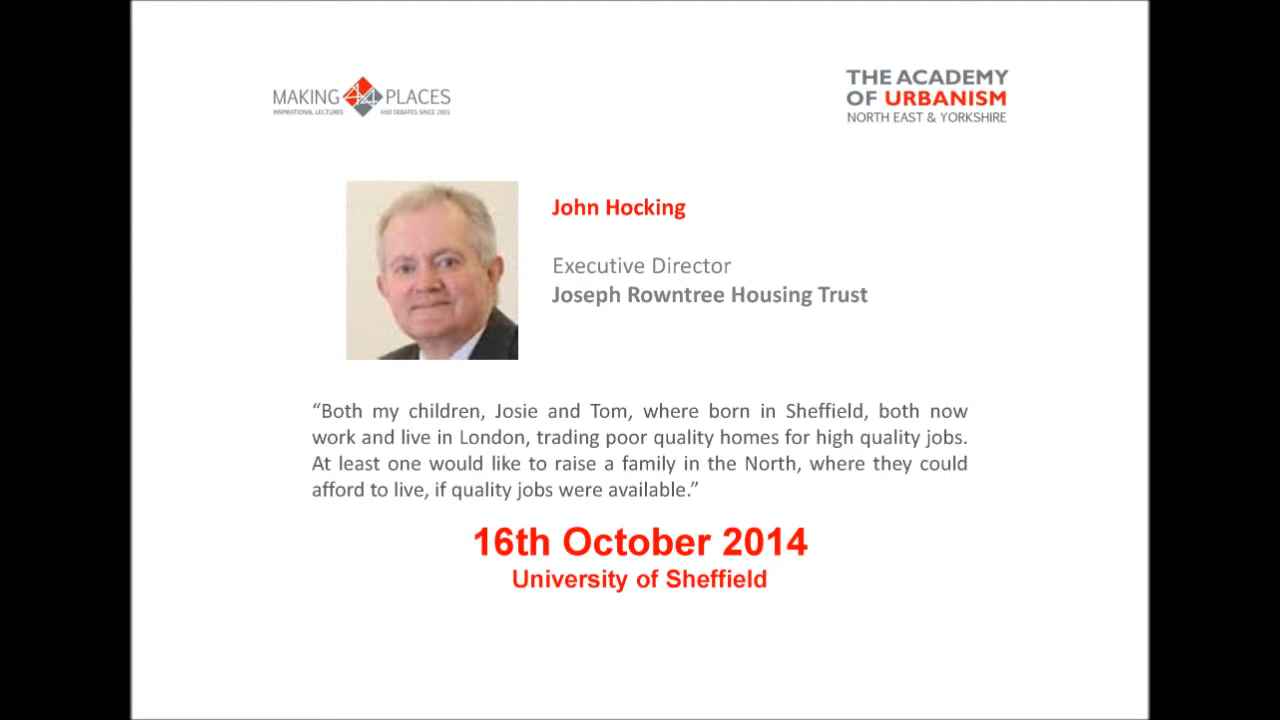 MAKING PLACES
INSPIRATIONAL LECTURES AND DEBATES SINCE 2001
THE ACADEMY
OF URBANISM
NORTH EAST & YORKSHIRE
John Hocking
Executive Director
Joseph Rowntree Housing Trust
“Both my children, Josie and Tom, where born in Sheffield, both now
work and live in London, trading poor quality homes for high quality jobs.
At least one would like to raise a family in the North, where they could
afford to live, if quality jobs were available.”
16th October 2014
University of Sheffield